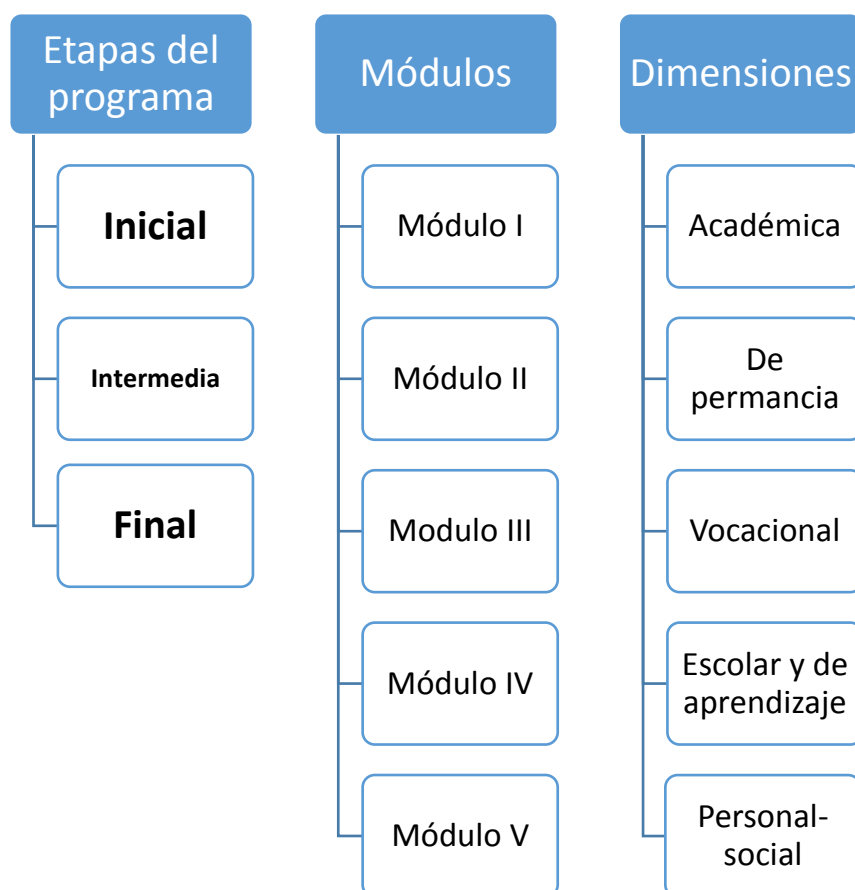 Etapas del
programa
Inicial
Intermedia
Final
Módulos
Módulo I
Módulo II
Modulo III
Módulo IV
Módulo V
Dimensiones
Académica
De
permancia
Vocacional
Escolar y de
aprendizaje
Personal-
social